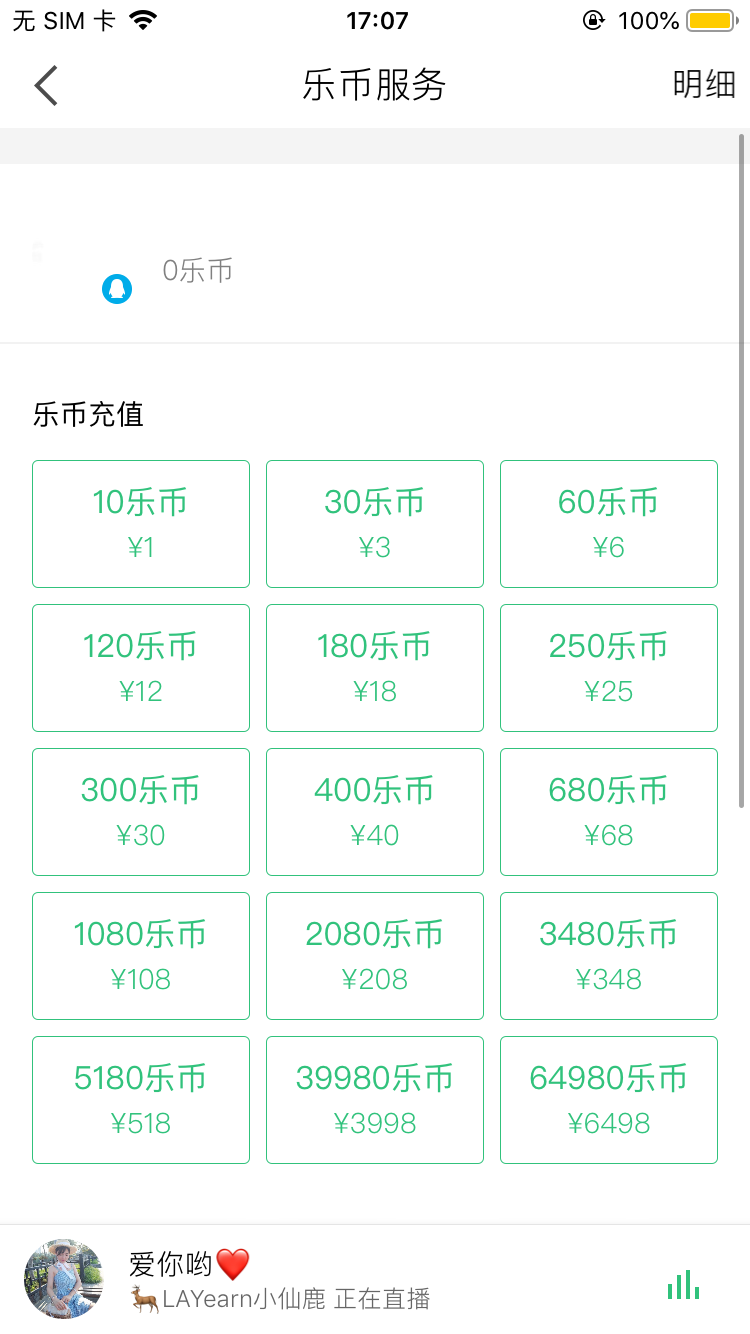 无 SIM 卡 17:07 100%
乐币服务 明细
0乐币
乐币充值
10乐币 30乐币 60乐币
¥1 ¥3 ¥6
120乐币 180乐币 250乐币
¥12 ¥18 ¥25
300乐币 400乐币 680乐币
¥30 ¥40 ¥68
1080乐币 2080乐币 3480乐币
¥108 ¥208 ¥348
5180乐币 39980乐币 64980乐币
¥518 ¥3998 ¥6498
爱你哟❤️
🦌LAYearn小仙鹿 正在直播